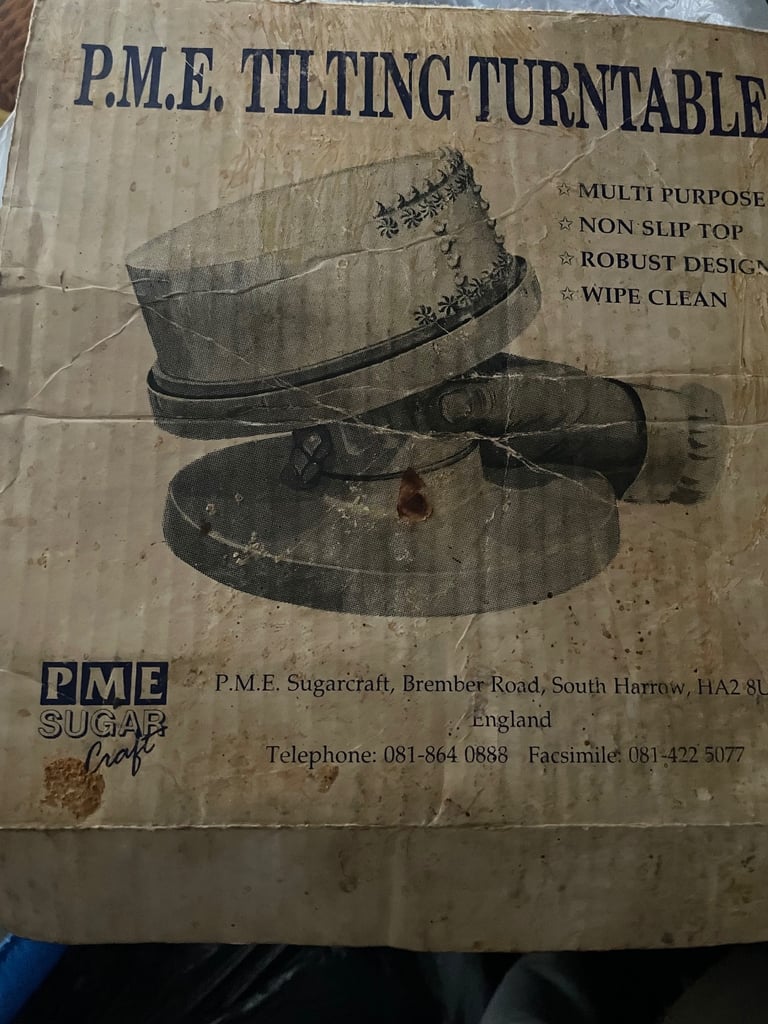 P.M.E. TILTING TURNTABLE
☆ MULTI PURPOSE
☆ NON SLIP TOP
☆ ROBUST DESIGN
☆ WIPE CLEAN
PME
SUGAR
Craft
P.M.E. Sugarcraft, Brember Road, South Harrow, HA2 8U
England
Telephone: 081-864 0888 Facsimile: 081-422 5077